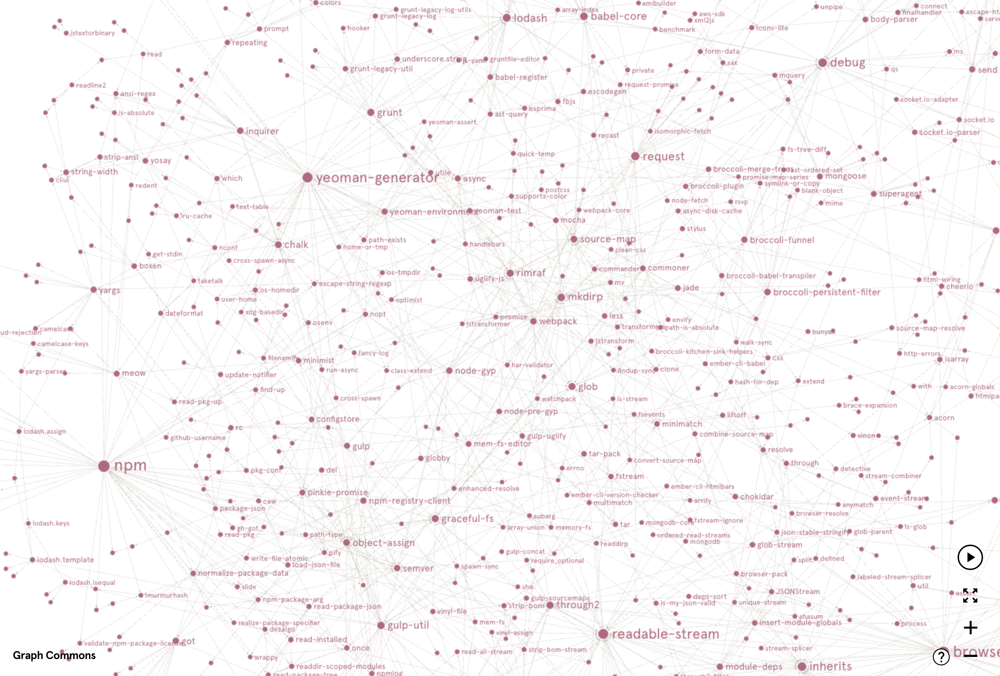 colors
grunt-legacy-log-utils
array-index
xmlbuilder
unpipe
connect
grunt-legacy-log
lodash
babel-core
aws-sdk
finalhandler
escape-ht
xml2js
body-parser
serve
istextorbinary
prompt
hooker
benchmark
iconv-lite
repeating
read
underscore.string
js-yaml
gruntfile-editor
form-data
ms
grunt-legacy-util
private
sax
debug
qs
send
babel-register
mquery
readline2
request-promise
ansi-regex
escodegen
fbjs
socket.io-adapter
is-absolute
grunt
esprima
ast-query
yeoman-assert
socket.io
inquirer
recast
isomorphic-fetch
socket.io-parser
strip-ansi
yosay
quick-temp
request
fs-tree-diff
string-width
utile
broccoli-merge-trees
fast-ordered-set
cliui
which
yeoman-generator
async
promise-map-series
mongoose
redent
postcss
broccoli-plugin
symlink-or-copy
supports-color
blank-object
superagent
text-table
node-fetch
rsvp
mime
lru-cache
yeoman-environment
yeoman-test
webpack-core
async-disk-cache
mocha
stylus
chalk
path-exists
handlebars
source-map
broccoli-funnel
nconf
home-or-tmp
clean-css
get-stdin
cross-spawn-async
boxen
os-tmpdir
rimraf
commander
commoner
taketalk
escape-string-regexp
uglify-js
mv
broccoli-babel-transpiler
html-wiring
yargs
os-homedir
jade
cheerio
user-home
optimist
mkdirp
broccoli-persistent-filter
dateformat
xdg-basedir
nopt
promise
less
osenv
jstransformer
webpack
envify
ud-rejection
camelcase
transformers
path-is-absolute
bunyan
source-map-resolve
camelcase-keys
jstransform
walk-sync
filenamify
minimist
fancy-log
broccoli-kitchen-sink-helpers
css
http-errors
isarray
yargs-parser
meow
update-notifier
run-async
class-extend
node-gyp
har-validator
findup-sync
clone
ember-cli-babel
find-up
glob
hash-for-dep
extend
with
acorn-globals
read-pkg-up
cross-spawn
watchpack
is-stream
htmlpa
brace-expansion
configstore
node-pre-gyp
fsevents
liftoff
acorn
lodash.assign
rc
minimatch
github-username
gulp-uglify
combine-source-map
sinon
gulp
mem-fs-editor
resolve
npm
globby
tar-pack
convert-source-map
through
pkg-conf
del
errno
detective
fstream
stream-combiner
pinkie-promise
enhanced-resolve
ember-cli-htmlbars
caw
npm-registry-client
ember-cli-version-checker
arrify
chokidar
event-stream
package-json
multimatch
anymatch
lodash.keys
graceful-fs
subarg
browser-resolve
gh-got
array-union
memory-fs
tar
mongodb-core
fstream-ignore
is-glob
read-pkg
path-type
ordered-read-streams
json-stable-stringify
glob-parent
object-assign
readdirp
mongodb
glob-stream
lodash.template
write-file-atomic
pify
gulp-concat
split
defined
load-json-file
require_optional
normalize-package-data
semver
spawn-sync
browser-pack
labeled-stream-splicer
lodash.isequal
slide
sha
util
imurmurhash
JSONStream
assert
npm-package-arg
gulp-sourcemaps
deps-sort
read-package-json
strip-bom
through2
is-my-json-valid
unique-stream
vinyl-file
shasum
realize-package-specifier
gulp-util
mem-fs
insert-module-globals
process
dezalgo
vinyl-assign
readable-stream
validate-npm-package-license
got
read-installed
once
read-all-stream
strip-bom-stream
stream-splicer
Graph Commons
wrappy
?
browse
readdir-scoped-modules
module-deps
inherits
read-package-tree
npmlog
through2-filter